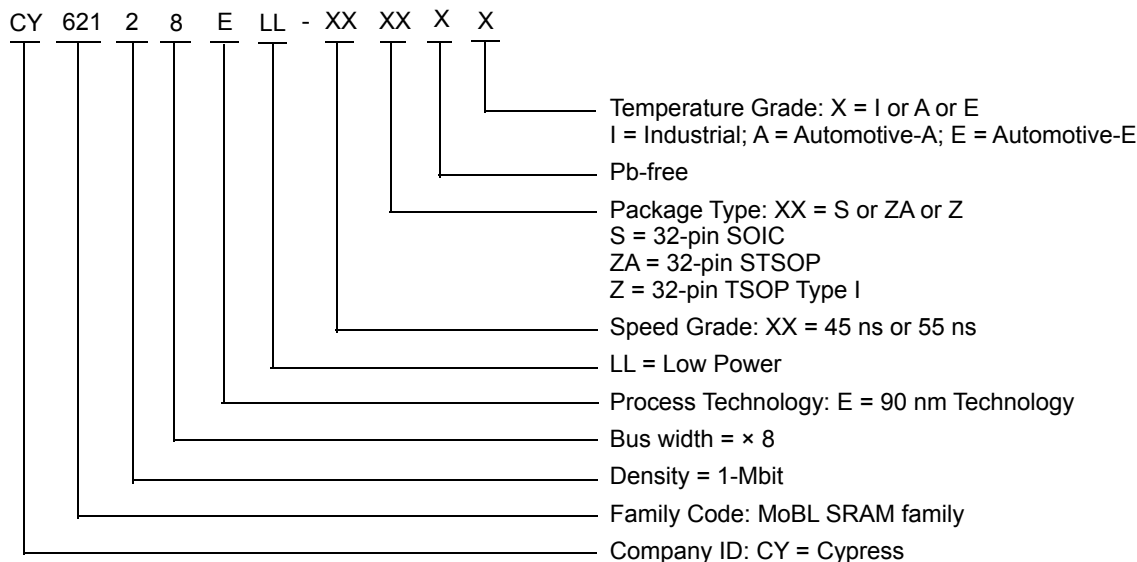 CY 621 2 8 E LL - XX XX X X
Temperature Grade: X = I or A or E
I = Industrial; A = Automotive-A; E = Automotive-E
Pb-free
Package Type: XX = S or ZA or Z
S = 32-pin SOIC
ZA = 32-pin STSOP
Z = 32-pin TSOP Type I
Speed Grade: XX = 45 ns or 55 ns
LL = Low Power
Process Technology: E = 90 nm Technology
Bus width = × 8
Density = 1-Mbit
Family Code: MoBL SRAM family
Company ID: CY = Cypress